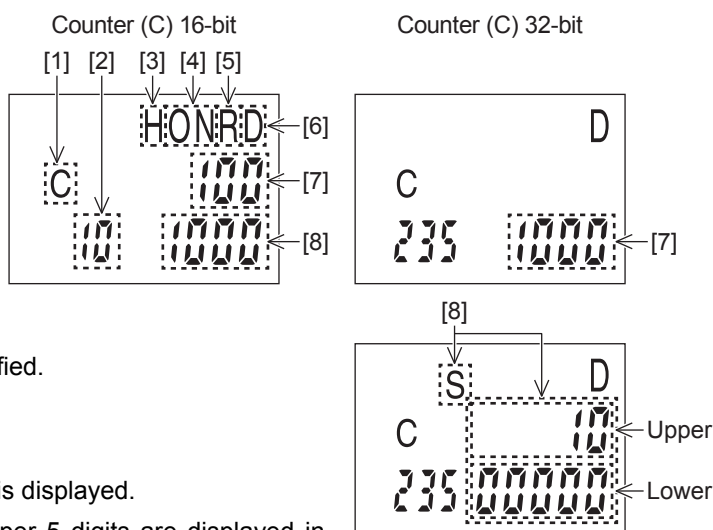 Counter (C) 16-bit
Counter (C) 32-bit
[1] [2] [3] [4] [5]
H O N R D [6]
C 100 [7]
10 1000 [8]
D
C
235 1000 [7]
[8]
S D
10 Upper
C
235 00000 Lower
fied.
is displayed.
per 5 digits are displayed in